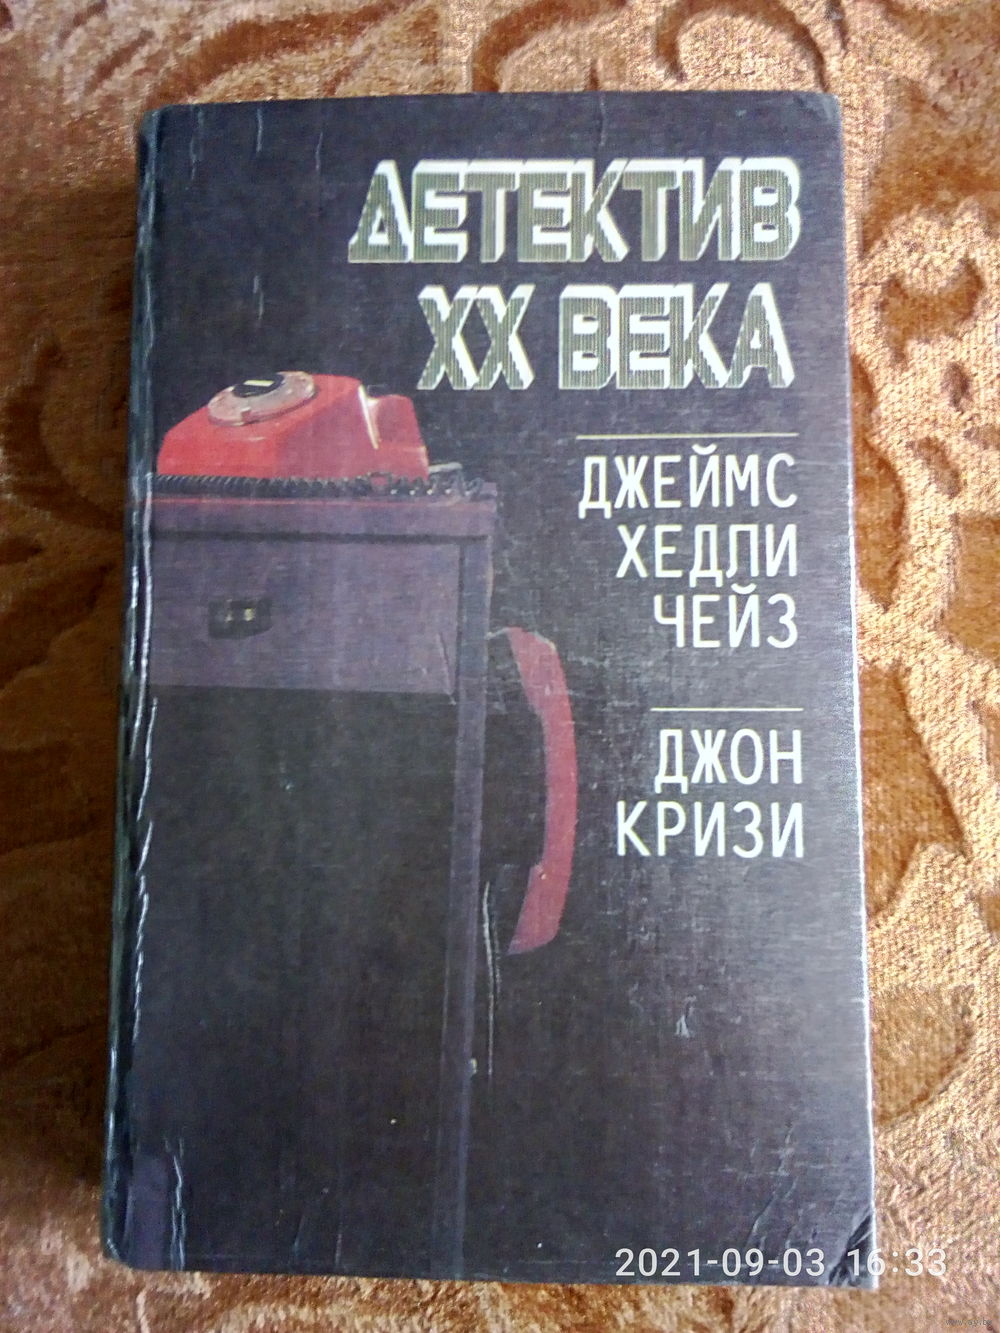 ДЕТЕКТИВ
XX ВЕКА
ДЖЕЙМС
ХЕДЛИ
ЧЕЙЗ
ДЖОН
КРИЗИ
2021-09-03 16:33